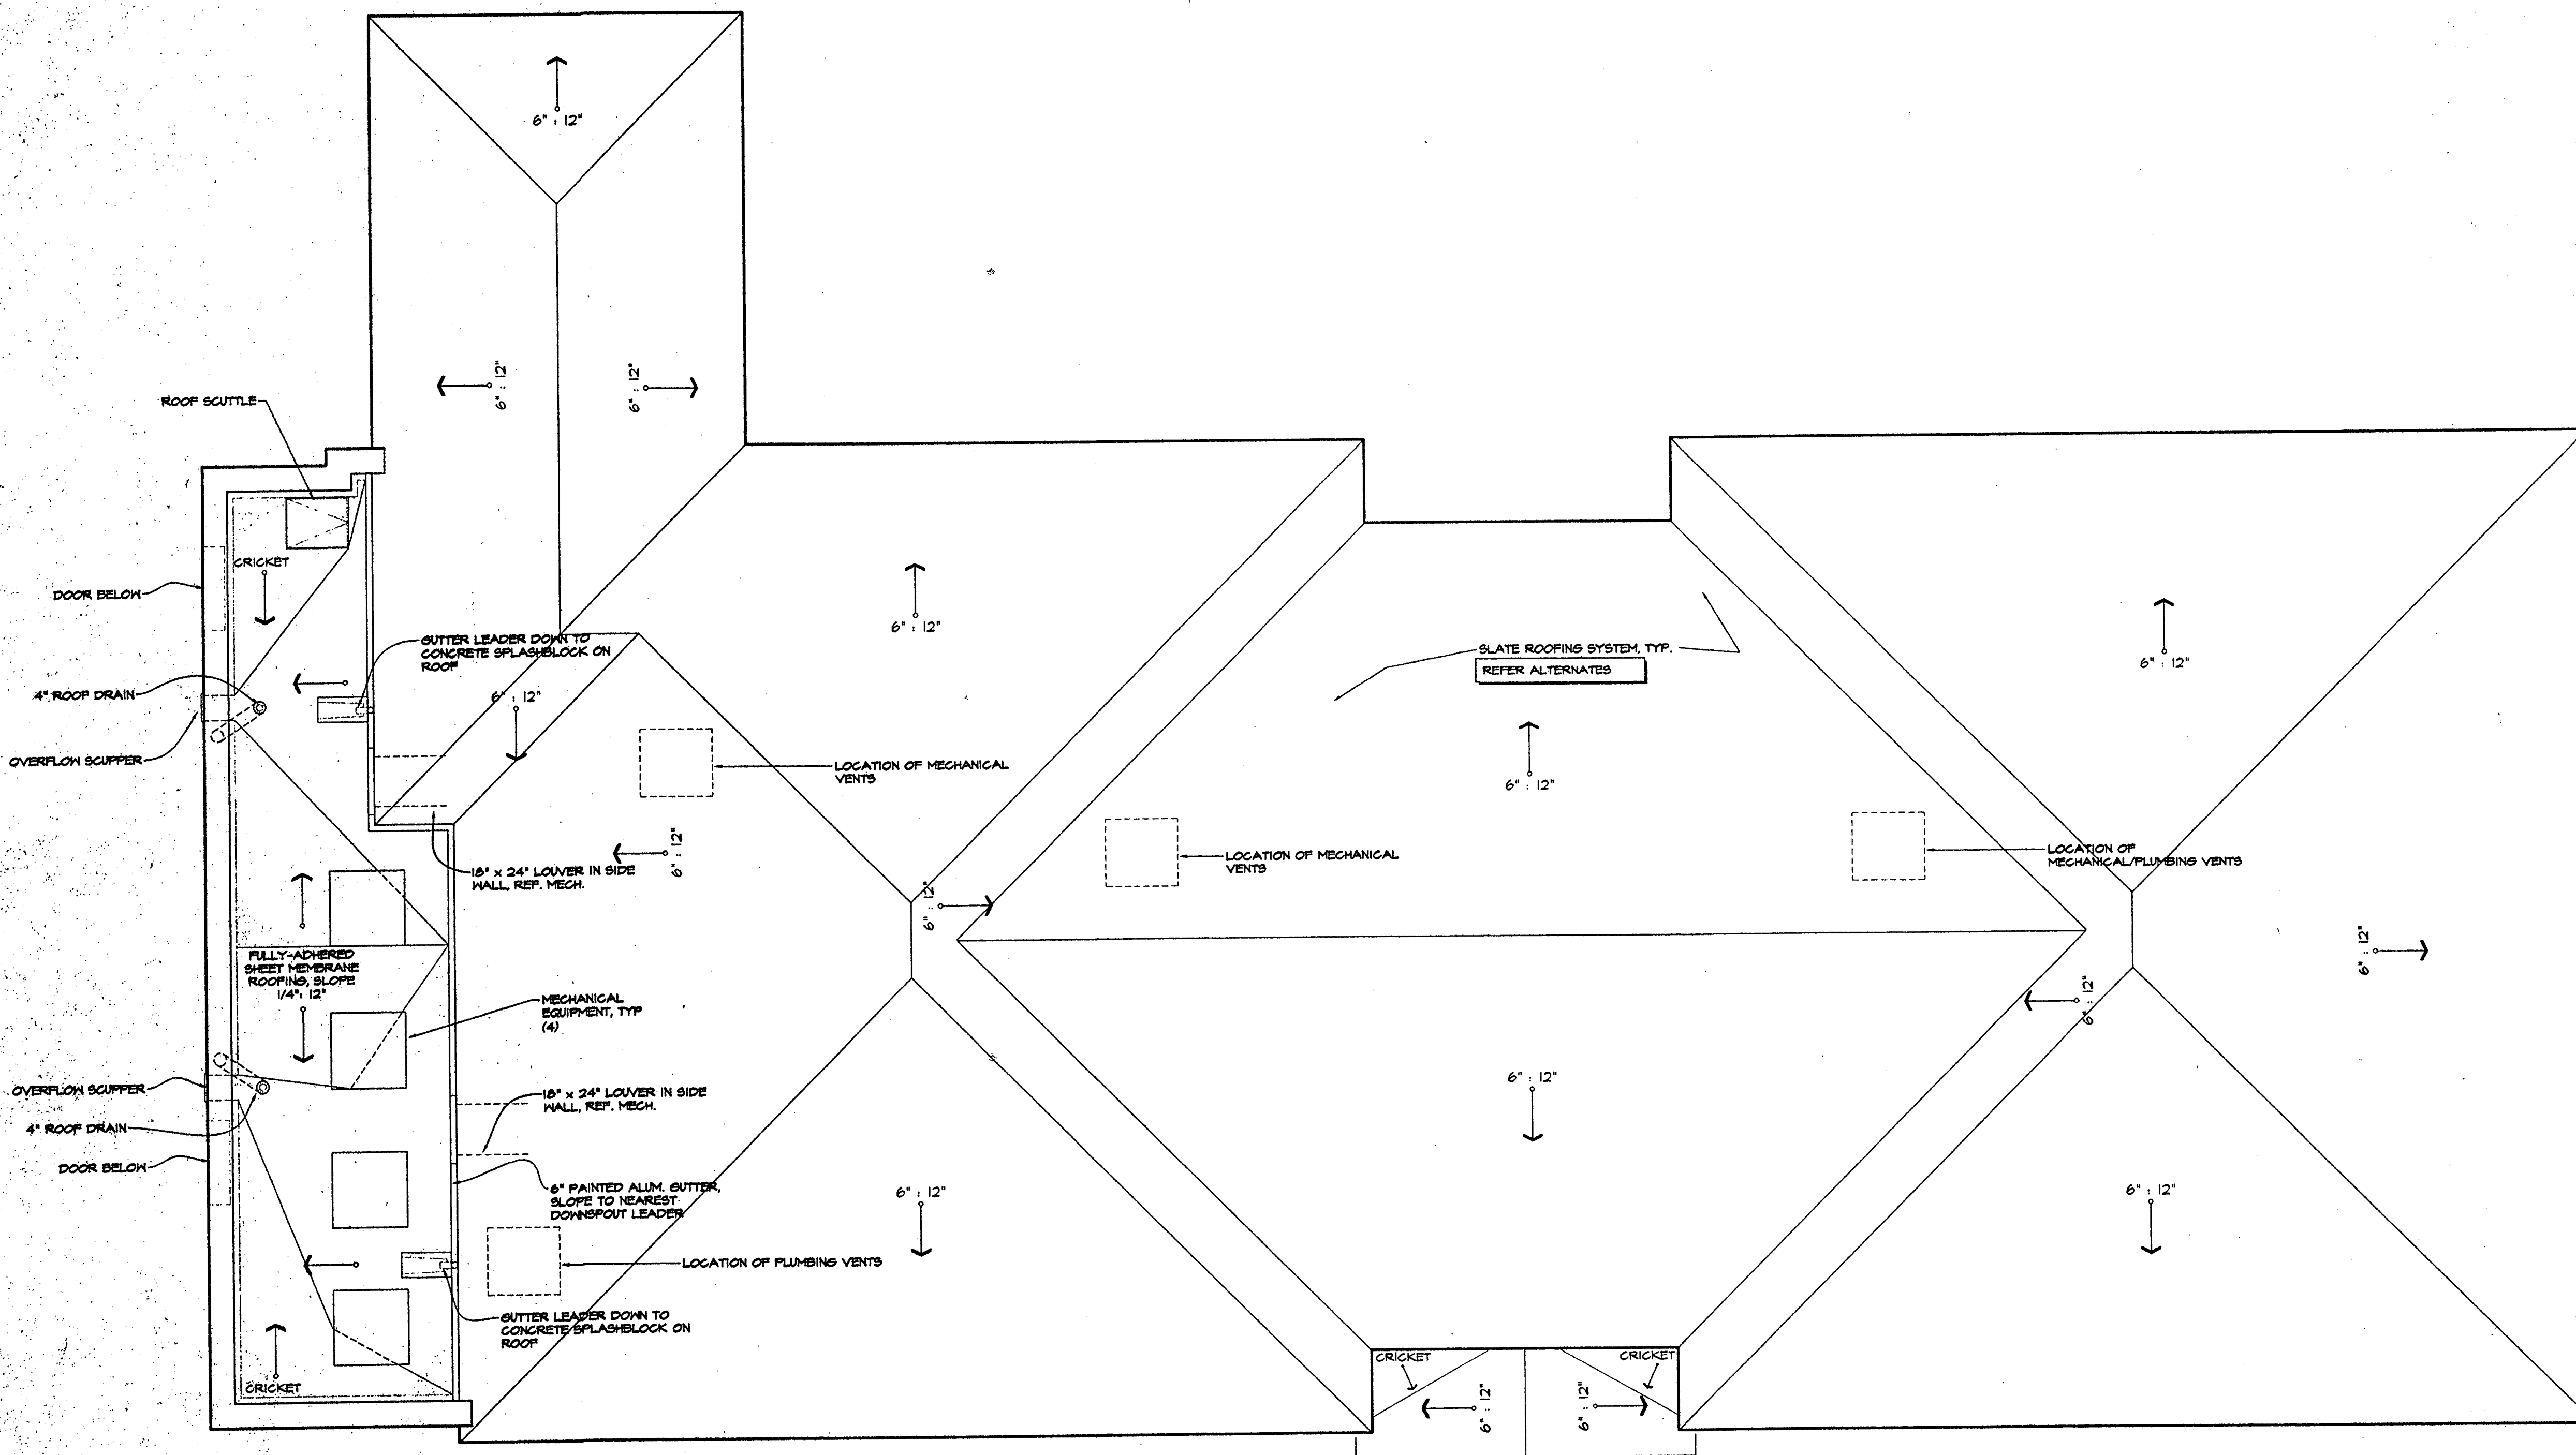 6" : 12"
6" : 12"
6" : 12"
ROOF SCUTTLE
CRICKET
DOOR BELOW
GUTTER LEADER DOWN TO
CONCRETE SPLASHBLOCK ON
ROOF
4" ROOF DRAIN
OVERFLOW SCUPPER
6" : 12"
6" : 12"
LOCATION OF MECHANICAL
VENTS
SLATE ROOFING SYSTEM, TYP.
REFER ALTERNATES
6" : 12"
6" : 12"
18" x 24" LOUVER IN SIDE
WALL, REF. MECH.
6" : 12"
6" : 12"
LOCATION OF MECHANICAL
VENTS
LOCATION OF
MECHANICAL/PLUMBING VENTS
FULLY-ADHERED
SHEET MEMBRANE
ROOFING, SLOPE
1/4": 12"
MECHANICAL
EQUIPMENT, TYP
(4)
6" : 12"
6" : 12"
OVERFLOW SCUPPER
4" ROOF DRAIN
DOOR BELOW
18" x 24" LOUVER IN SIDE
WALL, REF. MECH.
6" : 12"
6" PAINTED ALUM. GUTTER,
SLOPE TO NEAREST
DOWNSPOUT LEADER
6" : 12"
6" : 12"
LOCATION OF PLUMBING VENTS
GUTTER LEADER DOWN TO
CONCRETE SPLASHBLOCK ON
ROOF
CRICKET
CRICKET
CRICKET
6" : 12"
6" : 12"